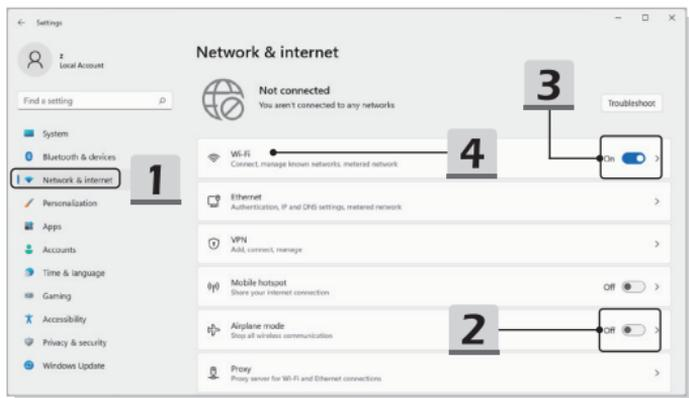 Settings
z
Local Account
Find a setting
System
Bluetooth & devices
Network & internet
Personalization
Apps
Accounts
Time & language
Gaming
Accessibility
Privacy & security
Windows Update
1
Network & internet
Not connected
You aren't connected to any networks
Troubleshoot
3
Wi-Fi
Connect, manage known networks, metered network
4
On
Ethernet
Authentication, IP and DNS settings, metered network
VPN
Add, connect, manage
Mobile hotspot
Share your internet connection
Off
Airplane mode
Stop all wireless communication
2
Off
Proxy
Proxy server for Wi-Fi and Ethernet connections